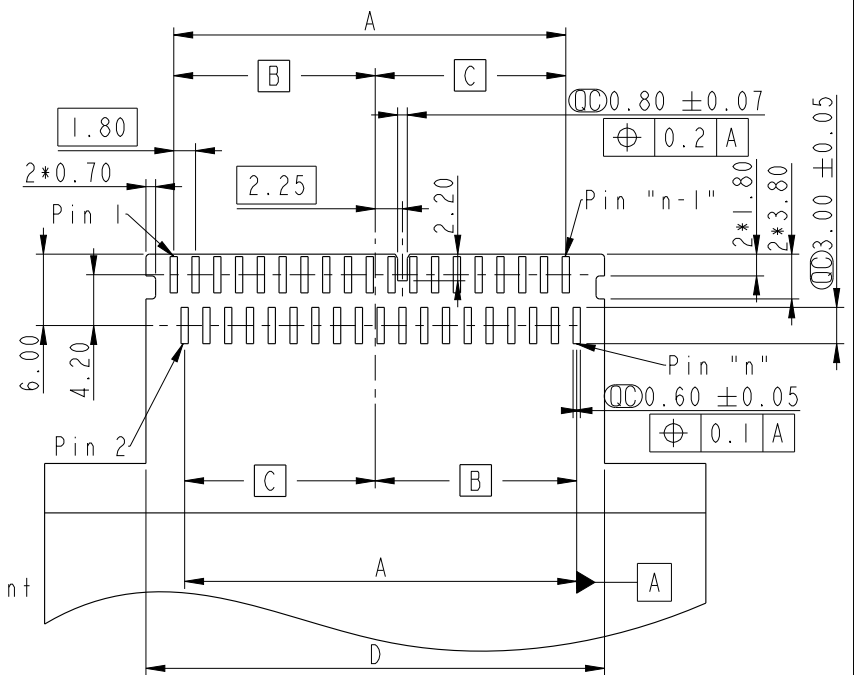 A
B
C
QC 0.80 ±0.07
⌖ 0.2 A
1.80
2*0.70
2.25
Pin 1
2.20
Pin "n-1"
2*1.80
2*3.80
QC 3.00 ±0.05
6.00
4.20
Pin "n"
QC 0.60 ±0.05
⌖ 0.1 A
Pin 2
C
B
A
A
nt
D